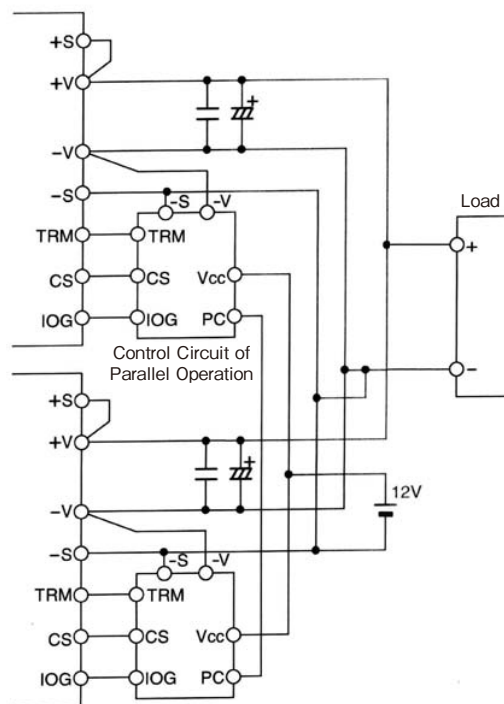 +S
+V
+
-V
-S
-S
-V
Load
TRM
TRM
+
CS
CS
Vcc
IOG
IOG
PC
Control Circuit of
Parallel Operation
-
+S
+V
+
12V
-V
-S
-S
-V
TRM
TRM
CS
CS
Vcc
IOG
IOG
PC